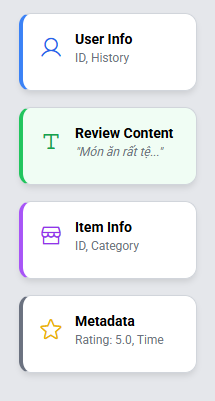 User Info
ID, History
Review Content
"Món ăn rất tệ..."
Item Info
ID, Category
Metadata
Rating: 5.0, Time